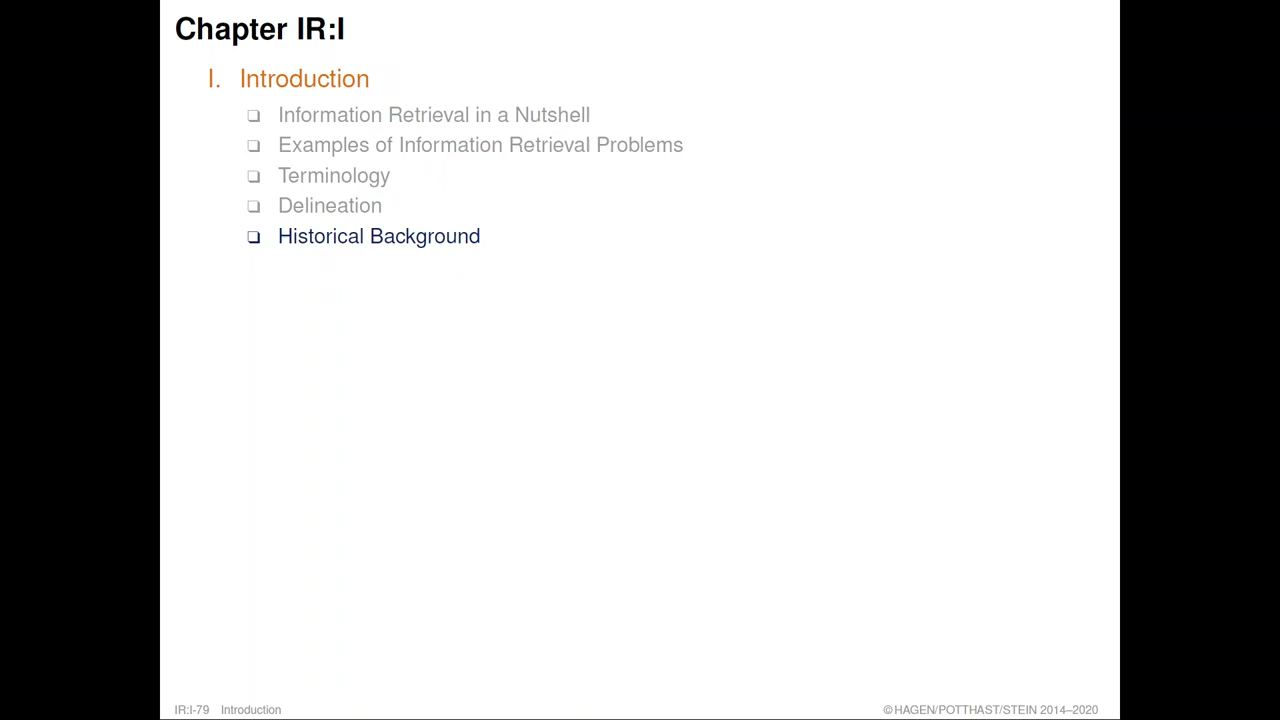 Chapter IR:I
I. Introduction
❏ Information Retrieval in a Nutshell
❏ Examples of Information Retrieval Problems
❏ Terminology
❏ Delineation
❏ Historical Background
IR:I-79 Introduction
©HAGEN/POTTHAST/STEIN 2014–2020